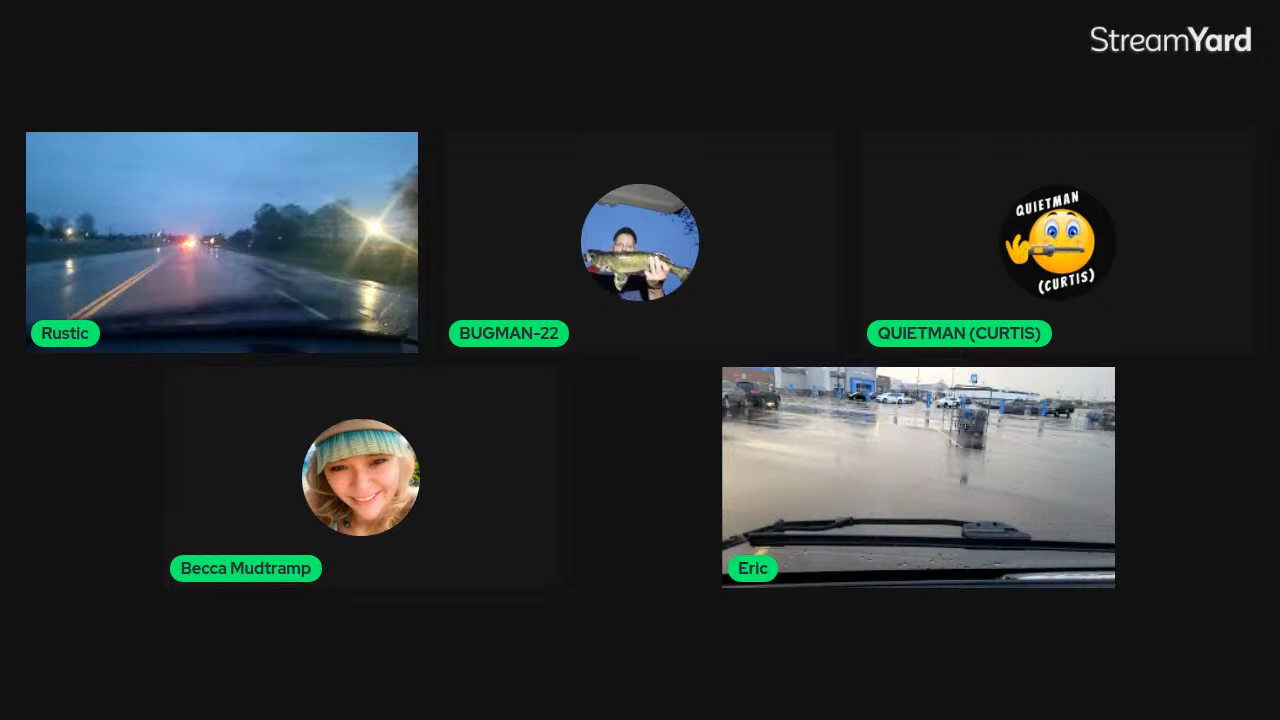 StreamYard
QUIETMAN
(CURTIS)
Rustic
BUGMAN-22
QUIETMAN (CURTIS)
Becca Mudtramp
Eric